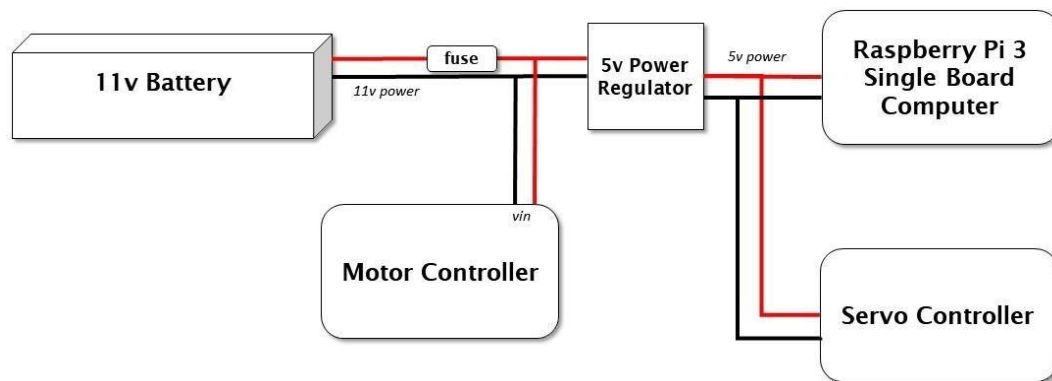 11v Battery
fuse
11v power
5v Power
Regulator
5v power
Raspberry Pi 3
Single Board
Computer
vin
Motor Controller
Servo Controller